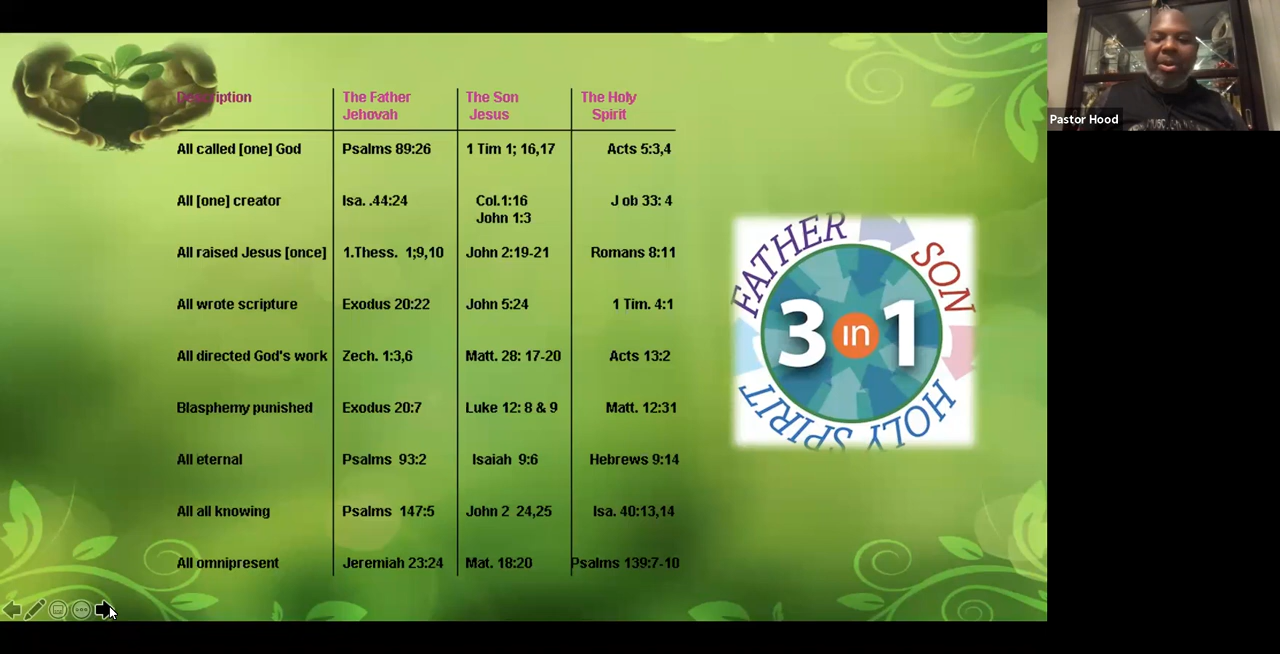 Description The Father The Son The Holy
Jehovah Jesus Spirit
All called [one] God Psalms 89:26 1 Tim 1; 16,17 Acts 5:3,4
All [one] creator Isa. .44:24 Col.1:16 J ob 33: 4
John 1:3
All raised Jesus [once] 1.Thess. 1;9,10 John 2:19-21 Romans 8:11
All wrote scripture Exodus 20:22 John 5:24 1 Tim. 4:1
All directed God's work Zech. 1:3,6 Matt. 28: 17-20 Acts 13:2
Blasphemy punished Exodus 20:7 Luke 12: 8 & 9 Matt. 12:31
All eternal Psalms 93:2 Isaiah 9:6 Hebrews 9:14
All all knowing Psalms 147:5 John 2 24,25 Isa. 40:13,14
All omnipresent Jeremiah 23:24 Mat. 18:20 Psalms 139:7-10
FATHER
SON
3 in 1
HOLY SPIRIT
Pastor Hood